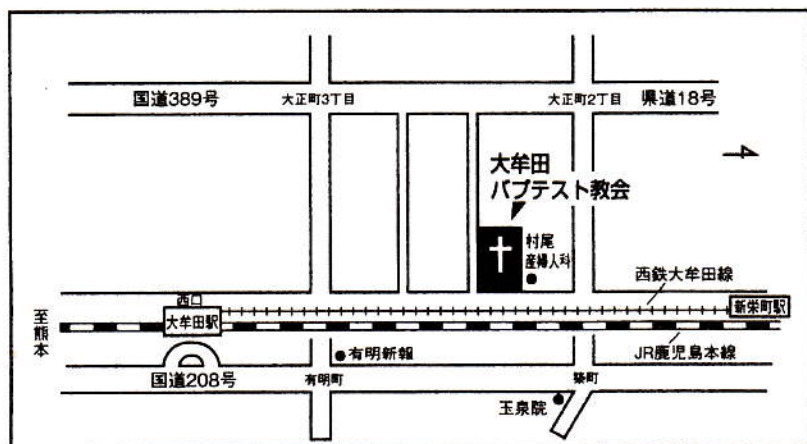 国道389号
大正町3丁目
大正町2丁目
県道18号
4
大牟田
バプテスト教会
村尾
産婦人科
西鉄大牟田線
西口
新栄町駅
大牟田駅
至熊本
有明新報
JR鹿児島本線
国道208号
有明町
築町
玉泉院